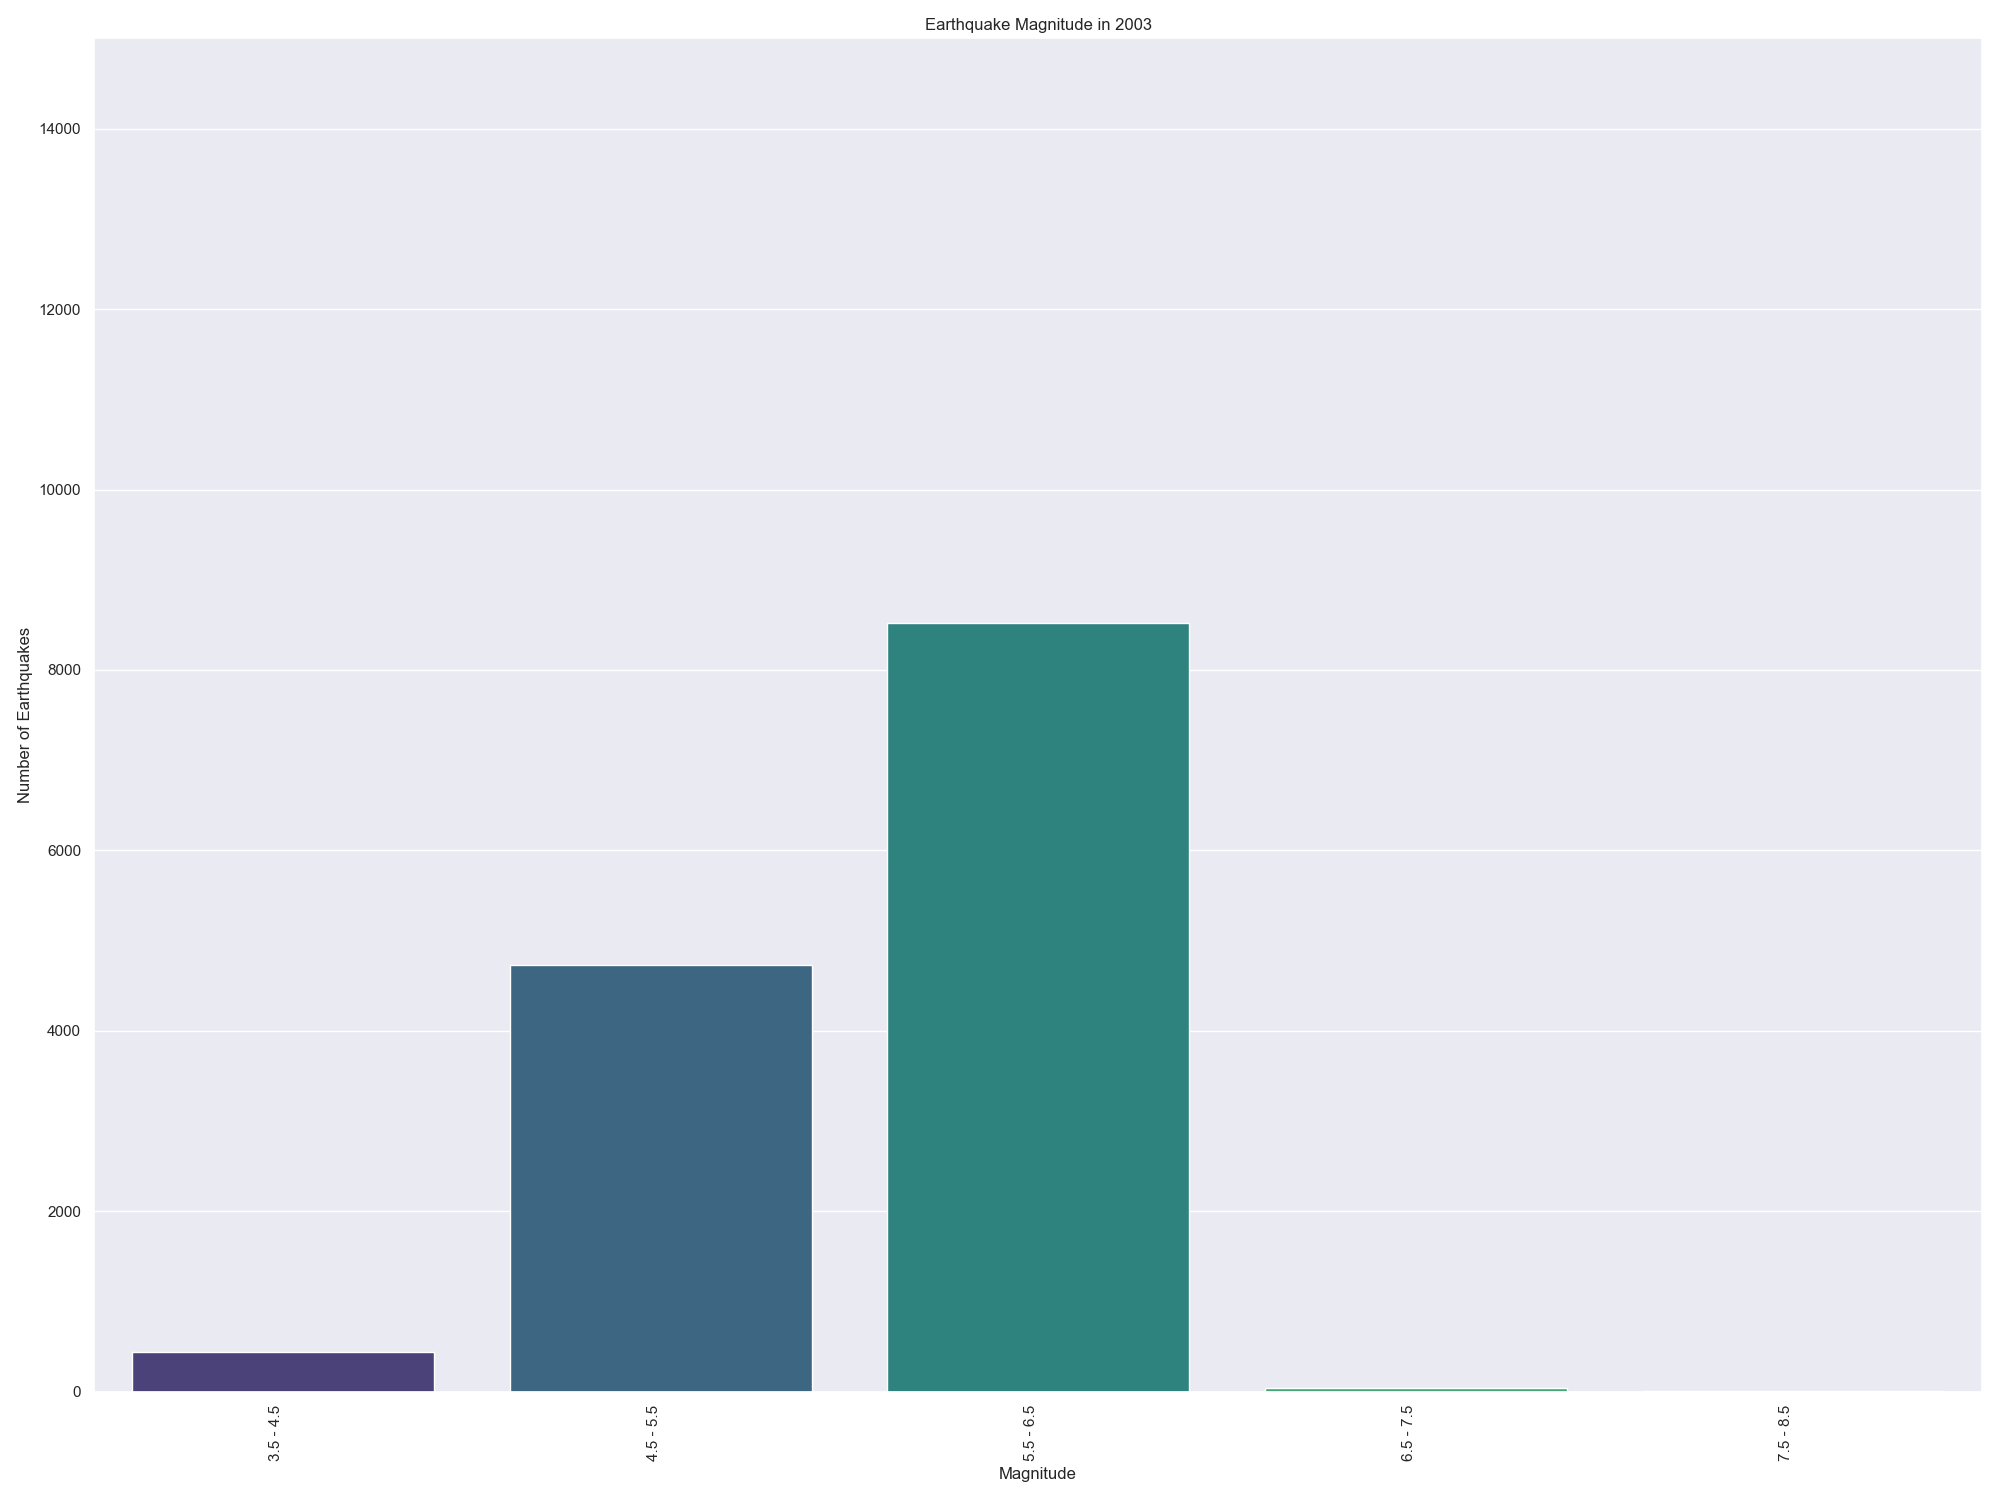 Earthquake Magnitude in 2003
Number of Earthquakes
14000
12000
10000
8000
6000
4000
2000
0
3.5 - 4.5
4.5 - 5.5
5.5 - 6.5
6.5 - 7.5
7.5 - 8.5
Magnitude